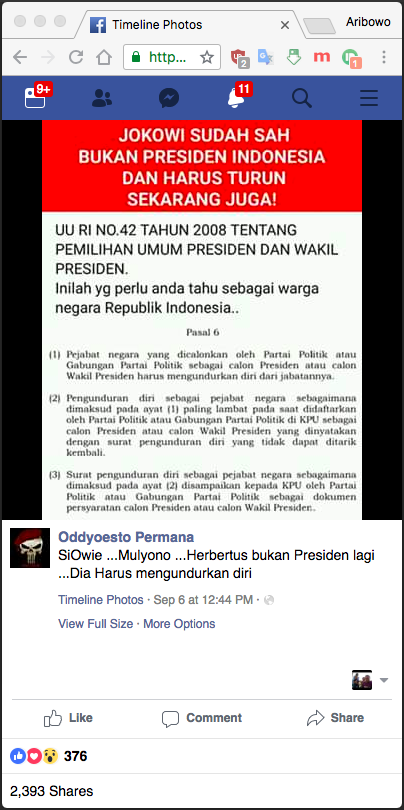 Timeline Photos
Aribowo
http...
2
1
9+
11
JOKOWI SUDAH SAH
BUKAN PRESIDEN INDONESIA
DAN HARUS TURUN
SEKARANG JUGA!
UU RI NO.42 TAHUN 2008 TENTANG
PEMILIHAN UMUM PRESIDEN DAN WAKIL
PRESIDEN.
Inilah yg perlu anda tahu sebagai warga
negara Republik Indonesia..
Pasal 6
(1) Pejabat negara yang dicalonkan oleh Partai Politik atau
Gabungan Partai Politik sebagai calon Presiden atau calon
Wakil Presiden harus mengundurkan diri dari jabatannya.
(2) Pengunduran diri sebagai pejabat negara sebagaimana
dimaksud pada ayat (1) paling lambat pada saat didaftarkan
oleh Partai Politik atau Gabungan Partai Politik di KPU sebagai
calon Presiden atau calon Wakil Presiden yang dinyatakan
dengan surat pengunduran diri yang tidak dapat ditarik
kembali.
(3) Surat pengunduran diri sebagai pejabat negara sebagaimana
dimaksud pada ayat (2) disampaikan kepada KPU oleh Partai
Politik atau Gabungan Partai Politik sebagai dokumen
persyaratan calon Presiden atau calon Wakil Presiden.
Oddyoesto Permana
SiOwie ...Mulyono ...Herbertus bukan Presiden lagi
...Dia Harus mengundurkan diri
Timeline Photos · Sep 6 at 12:44 PM ·
View Full Size · More Options
Like Comment Share
376
2,393 Shares